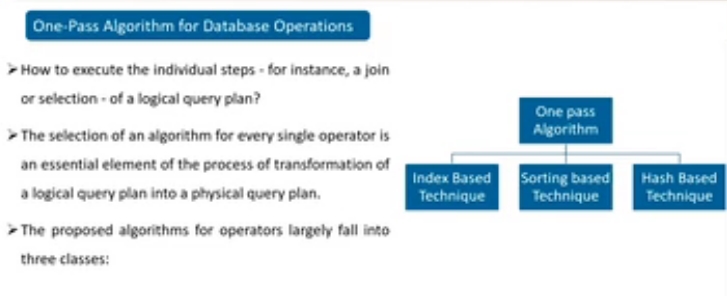 One-Pass Algorithm for Database Operations
➢How to execute the individual steps - for instance, a join
or selection - of a logical query plan?
➢The selection of an algorithm for every single operator is
an essential element of the process of transformation of
a logical query plan into a physical query plan.
➢The proposed algorithms for operators largely fall into
three classes:
One pass
Algorithm
Index Based
Technique
Sorting based
Technique
Hash Based
Technique